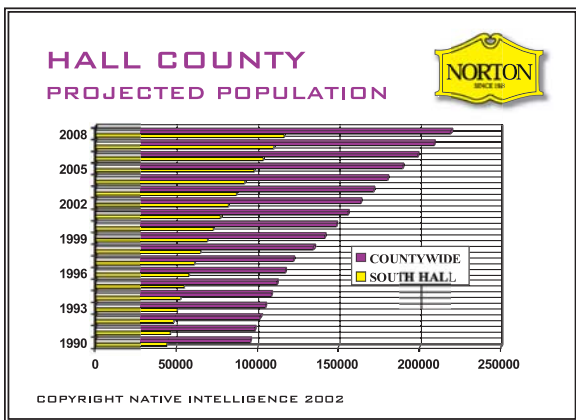 HALL COUNTY
PROJECTED POPULATION
NORTON
SINCE 1928
2008
2005
2002
1999
1996
1993
1990
COUNTYWIDE
SOUTH HALL
0 50000 100000 150000 200000 250000
COPYRIGHT NATIVE INTELLIGENCE 2002